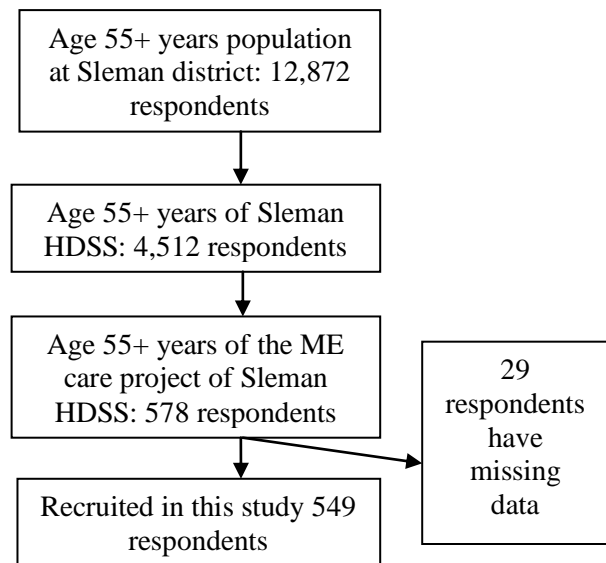 Age 55+ years population
at Sleman district: 12,872
respondents
Age 55+ years of Sleman
HDSS: 4,512 respondents
Age 55+ years of the ME
care project of Sleman
HDSS: 578 respondents
29
respondents
have
missing
data
Recruited in this study 549
respondents